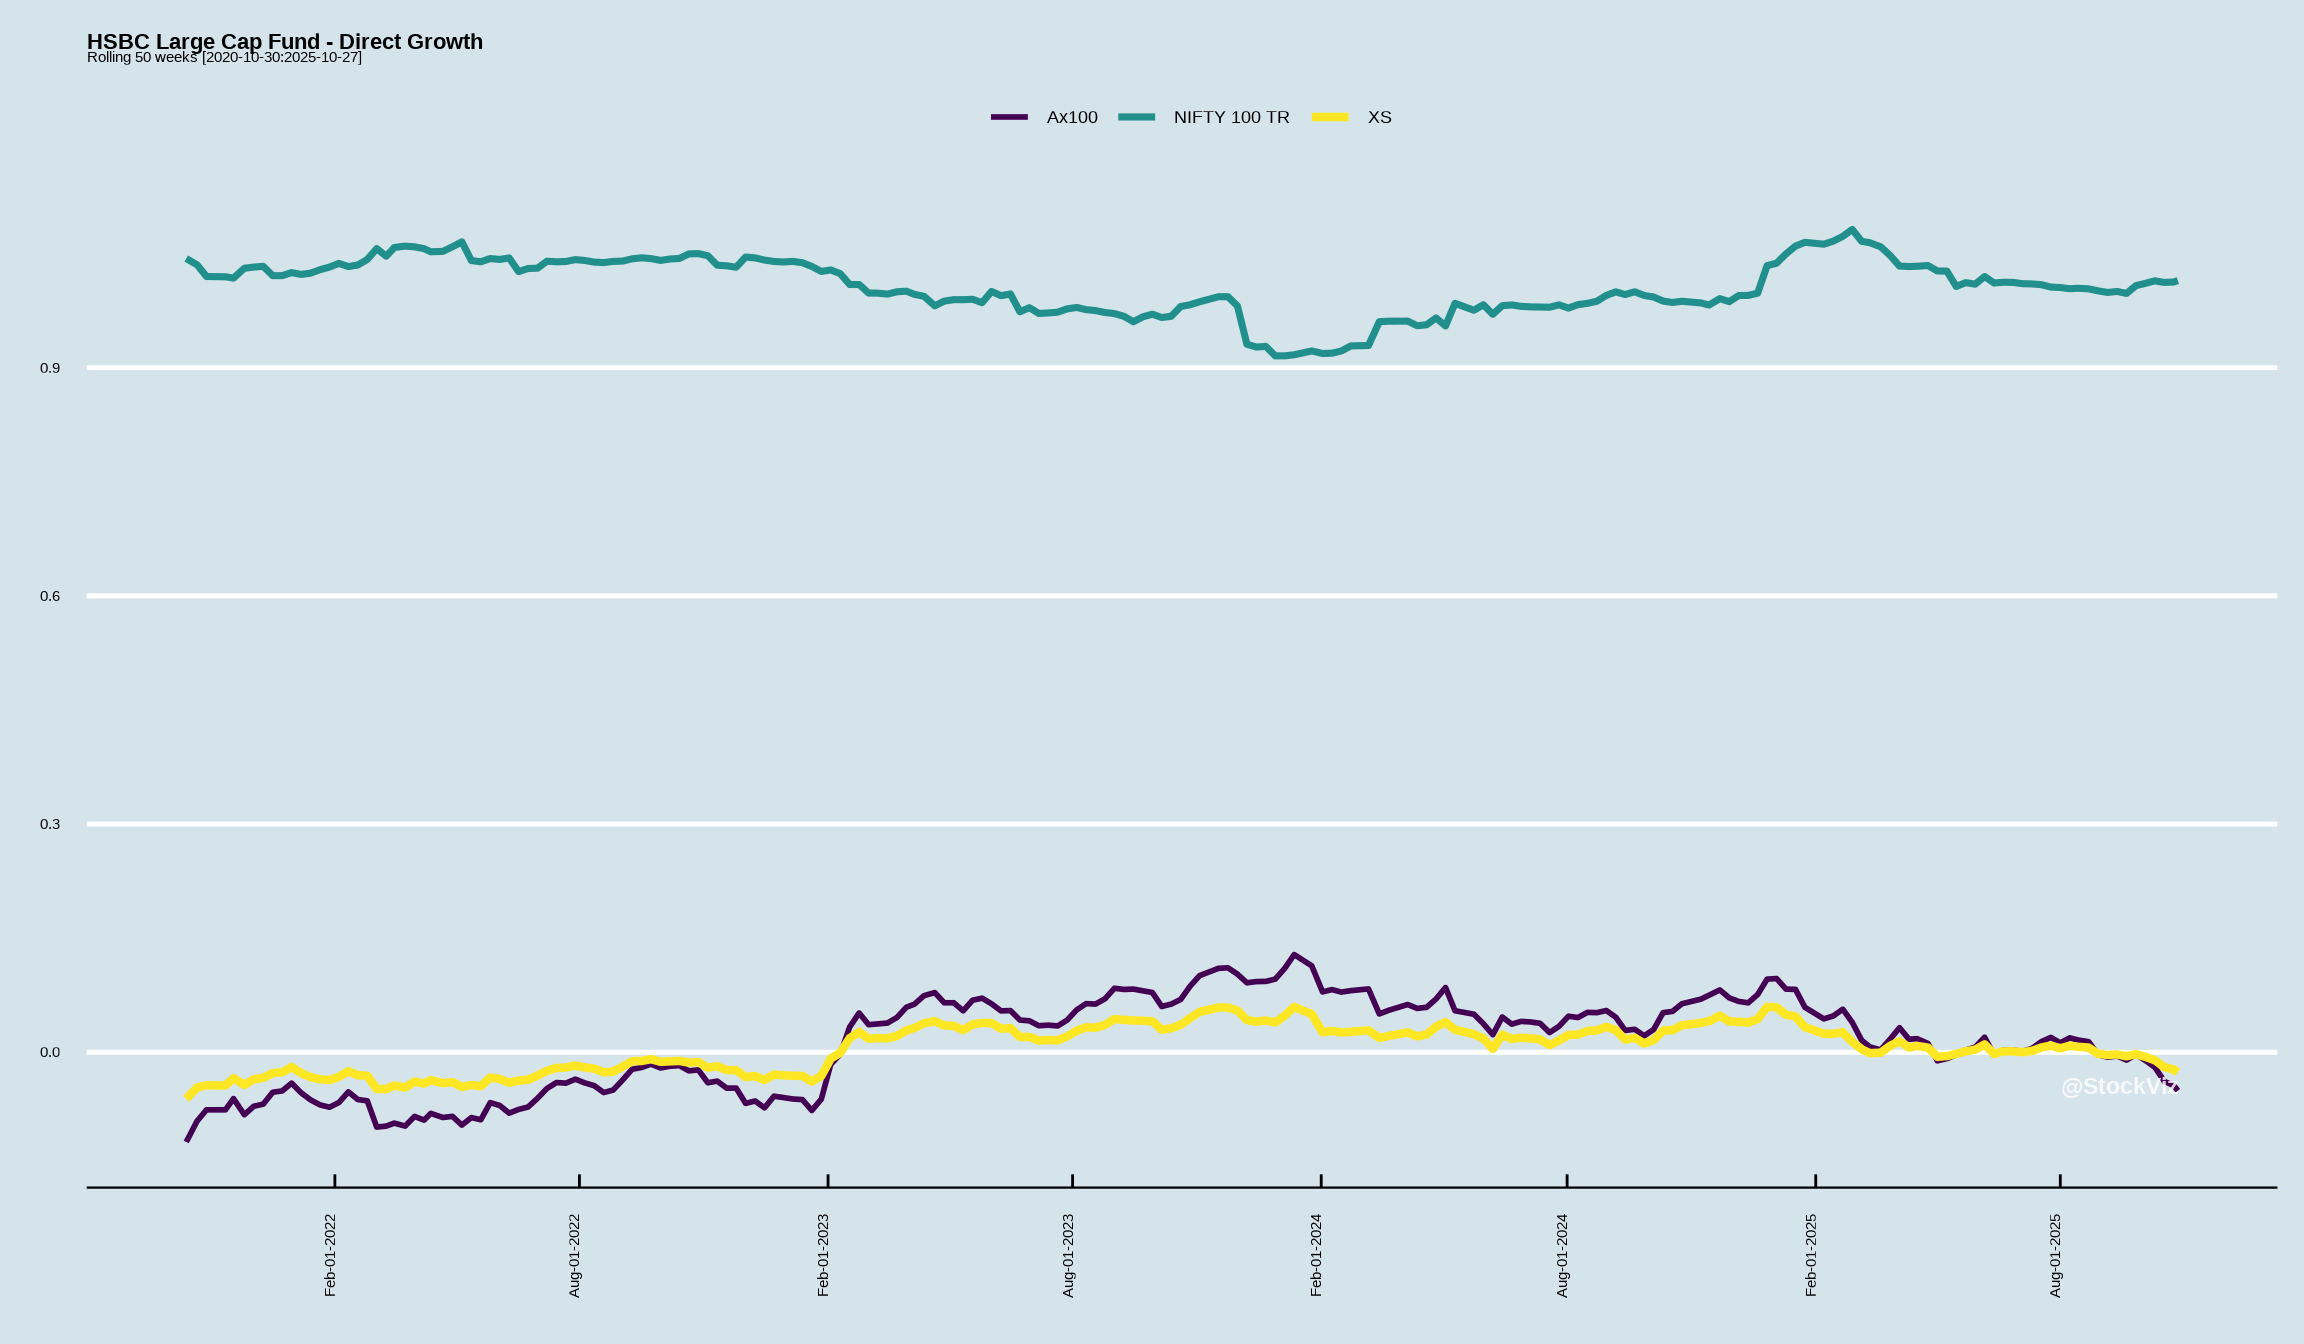 HSBC Large Cap Fund - Direct Growth
Rolling 50 weeks [2020-10-30:2025-10-27]
Ax100 NIFTY 100 TR XS
0.9
0.6
0.3
0.0
@StockViz
Feb-01-2022 Aug-01-2022 Feb-01-2023 Aug-01-2023 Feb-01-2024 Aug-01-2024 Feb-01-2025 Aug-01-2025